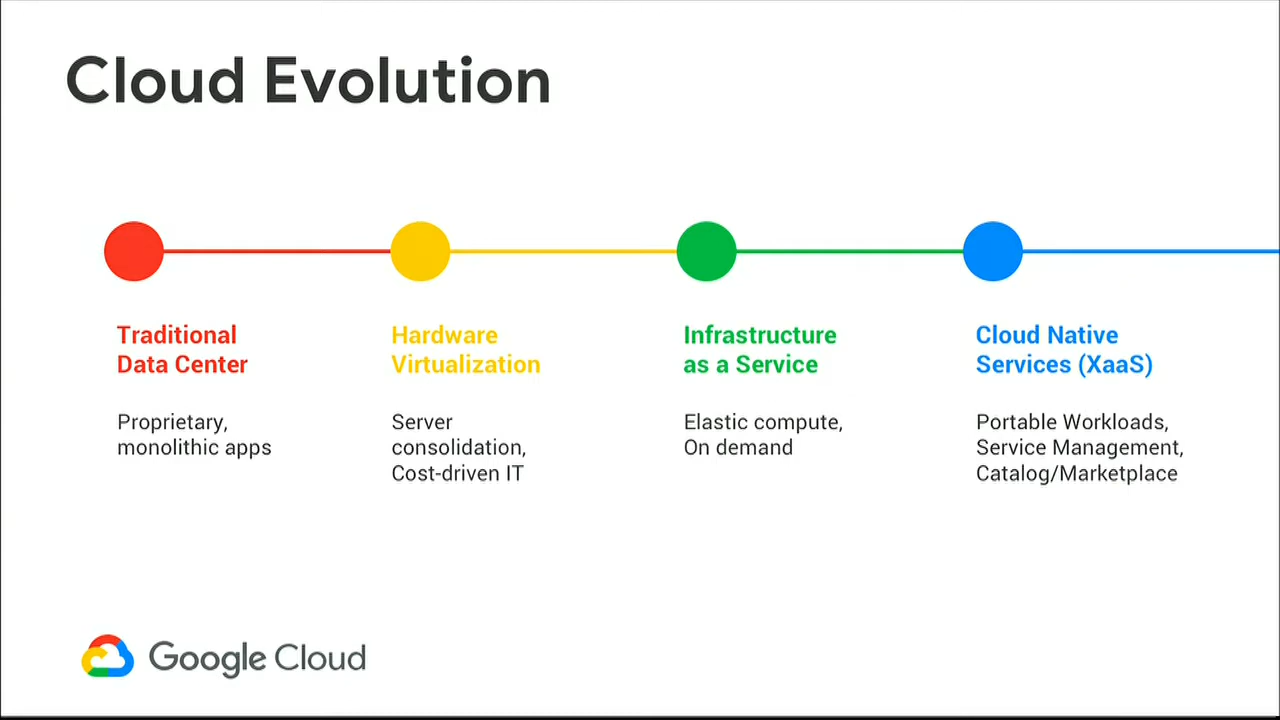 Cloud Evolution
Traditional
Data Center
Proprietary,
monolithic apps
Hardware
Virtualization
Server
consolidation,
Cost-driven IT
Infrastructure
as a Service
Elastic compute,
On demand
Cloud Native
Services (XaaS)
Portable Workloads,
Service Management,
Catalog/Marketplace
Google Cloud